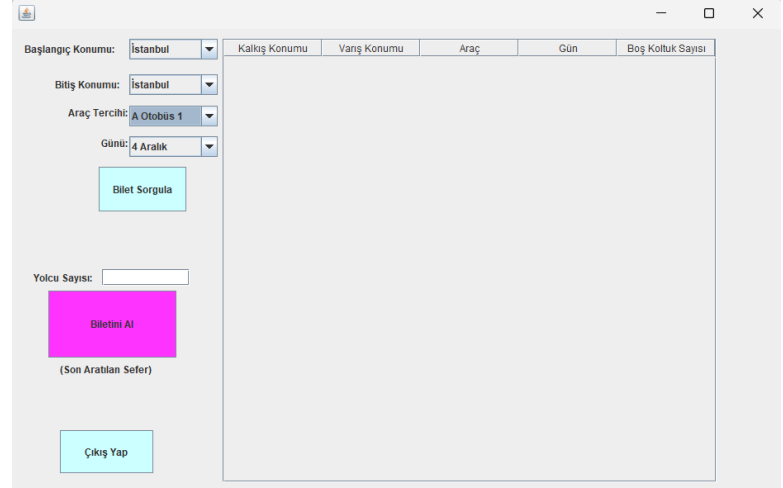 Başlangıç Konumu: İstanbul
Bitiş Konumu: İstanbul
Araç Tercihi: A Otobüs 1
Günü: 4 Aralık
Bilet Sorgula
Yolcu Sayısı:
Biletini Al
(Son Aratılan Sefer)
Çıkış Yap
Kalkış Konumu Varış Konumu Araç Gün Boş Koltuk Sayısı